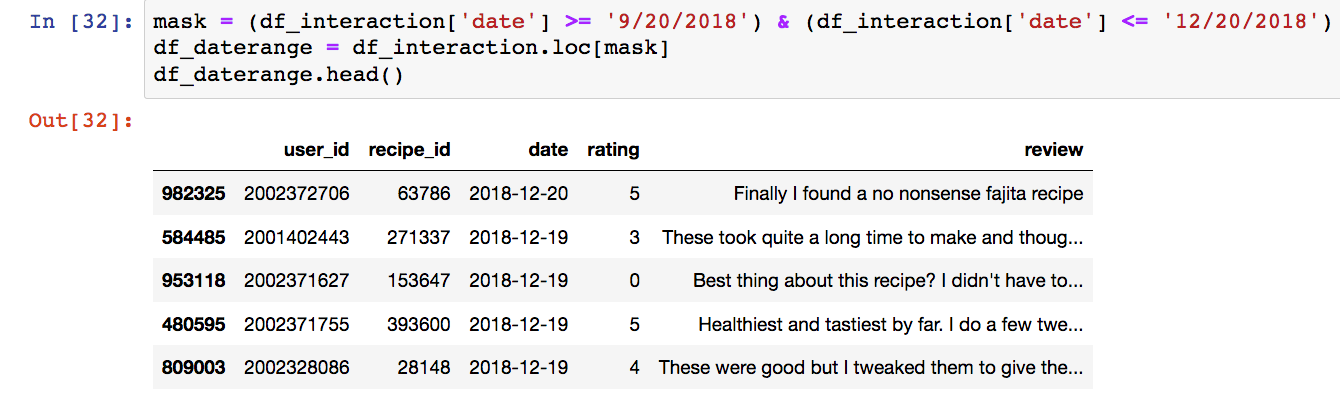 In [32]: mask = (df_interaction['date'] >= '9/20/2018') & (df_interaction['date'] <= '12/20/2018')
df_daterange = df_interaction.loc[mask]
df_daterange.head()
Out[32]:
user_id recipe_id date rating review
982325 2002372706 63786 2018-12-20 5 Finally I found a no nonsense fajita recipe
584485 2001402443 271337 2018-12-19 3 These took quite a long time to make and thoug...
953118 2002371627 153647 2018-12-19 0 Best thing about this recipe? I didn't have to...
480595 2002371755 393600 2018-12-19 5 Healthiest and tastiest by far. I do a few twe...
809003 2002328086 28148 2018-12-19 4 These were good but I tweaked them to give the...